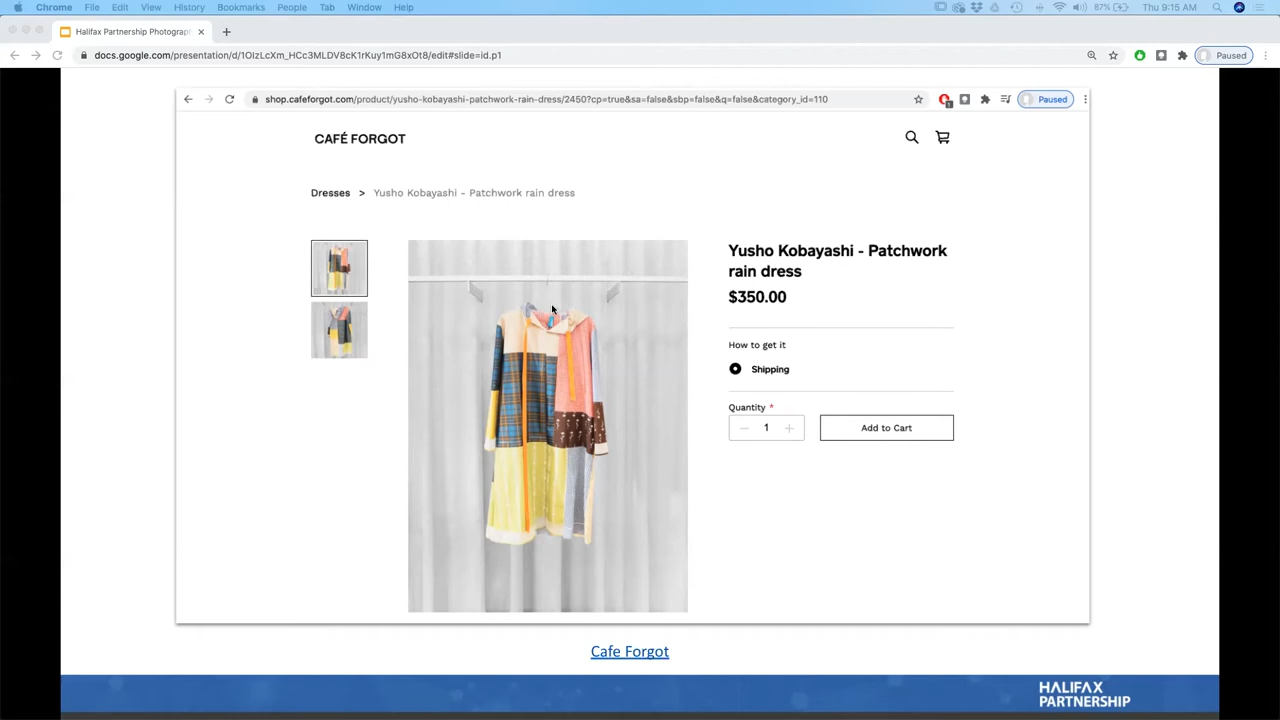 Chrome File Edit View History Bookmarks People Tab Window Help 87% Thu 9:15 AM
Halifax Partnership Photograp
docs.google.com/presentation/d/1OIzLcXm_HCc3MLDV8cK1rKuy1mG8xOt8/edit#slide=id.p1 Paused
shop.cafeforgot.com/product/yusho-kobayashi-patchwork-rain-dress/2450?cp=true&sa=false&sbp=false&q=false&category_id=110 Paused
CAFÉ FORGOT
Dresses > Yusho Kobayashi - Patchwork rain dress
Yusho Kobayashi - Patchwork
rain dress
$350.00
How to get it
Shipping
Quantity *
1
Add to Cart
Cafe Forgot
HALIFAX
PARTNERSHIP